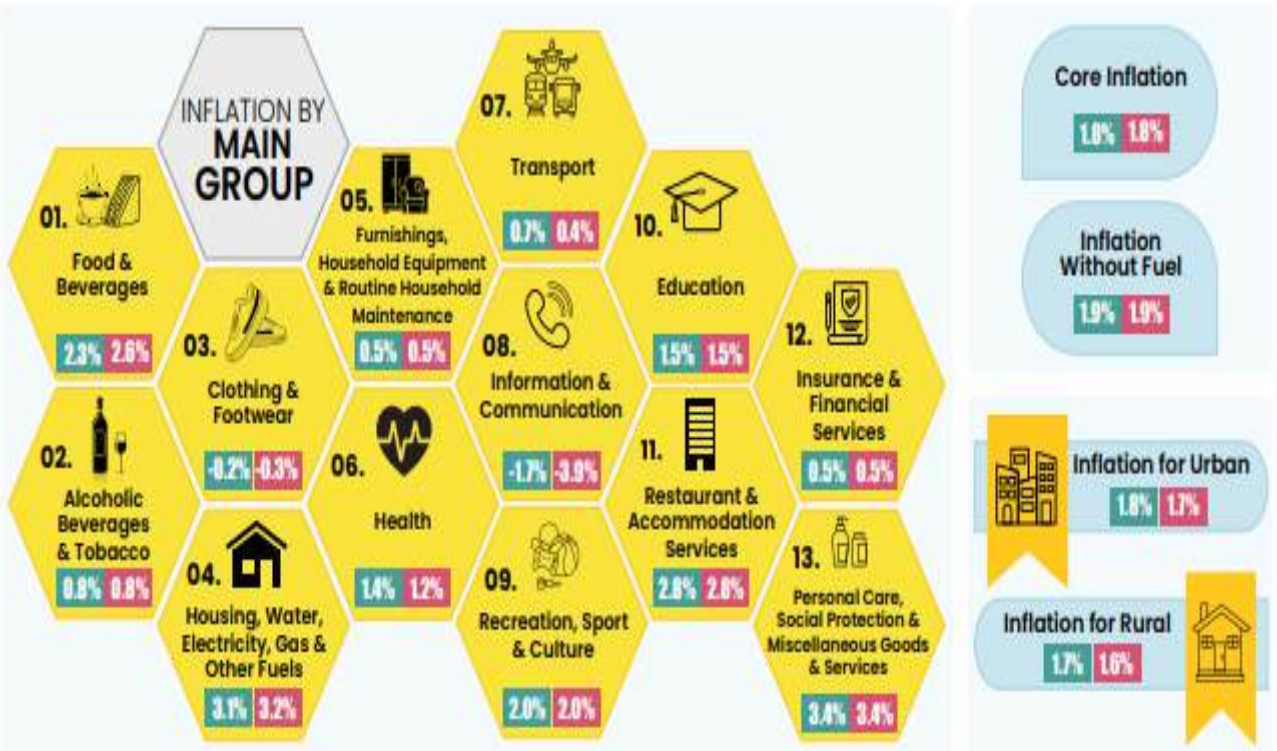 INFLATION BY
MAIN
GROUP
01.
Food &
Beverages
2.3% 2.6%
02.
Alcoholic
Beverages
& Tobacco
0.8% 0.8%
03.
Clothing &
Footwear
-0.2% -0.3%
04.
Housing, Water,
Electricity, Gas &
Other Fuels
3.1% 3.2%
05.
Furnishings,
Household Equipment
& Routine Household
Maintenance
0.5% 0.5%
06.
Health
1.4% 1.2%
07.
Transport
0.7% 0.4%
08.
Information &
Communication
-1.7% -3.9%
09.
Recreation, Sport
& Culture
2.0% 2.0%
10.
Education
1.5% 1.5%
11.
Restaurant &
Accommodation
Services
2.8% 2.8%
12.
Insurance &
Financial
Services
0.5% 0.5%
13.
Personal Care,
Social Protection &
Miscellaneous Goods
& Services
3.4% 3.4%
Core Inflation
1.8% 1.8%
Inflation
Without Fuel
1.9% 1.9%
Inflation for Urban
1.8% 1.7%
Inflation for Rural
1.7% 1.6%